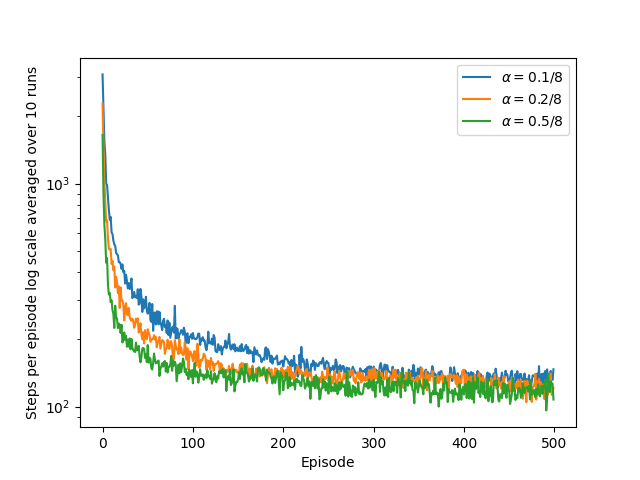 α = 0.1/8
α = 0.2/8
α = 0.5/8
Steps per episode log scale averaged over 10 runs
10³
10²
0 100 200 300 400 500
Episode